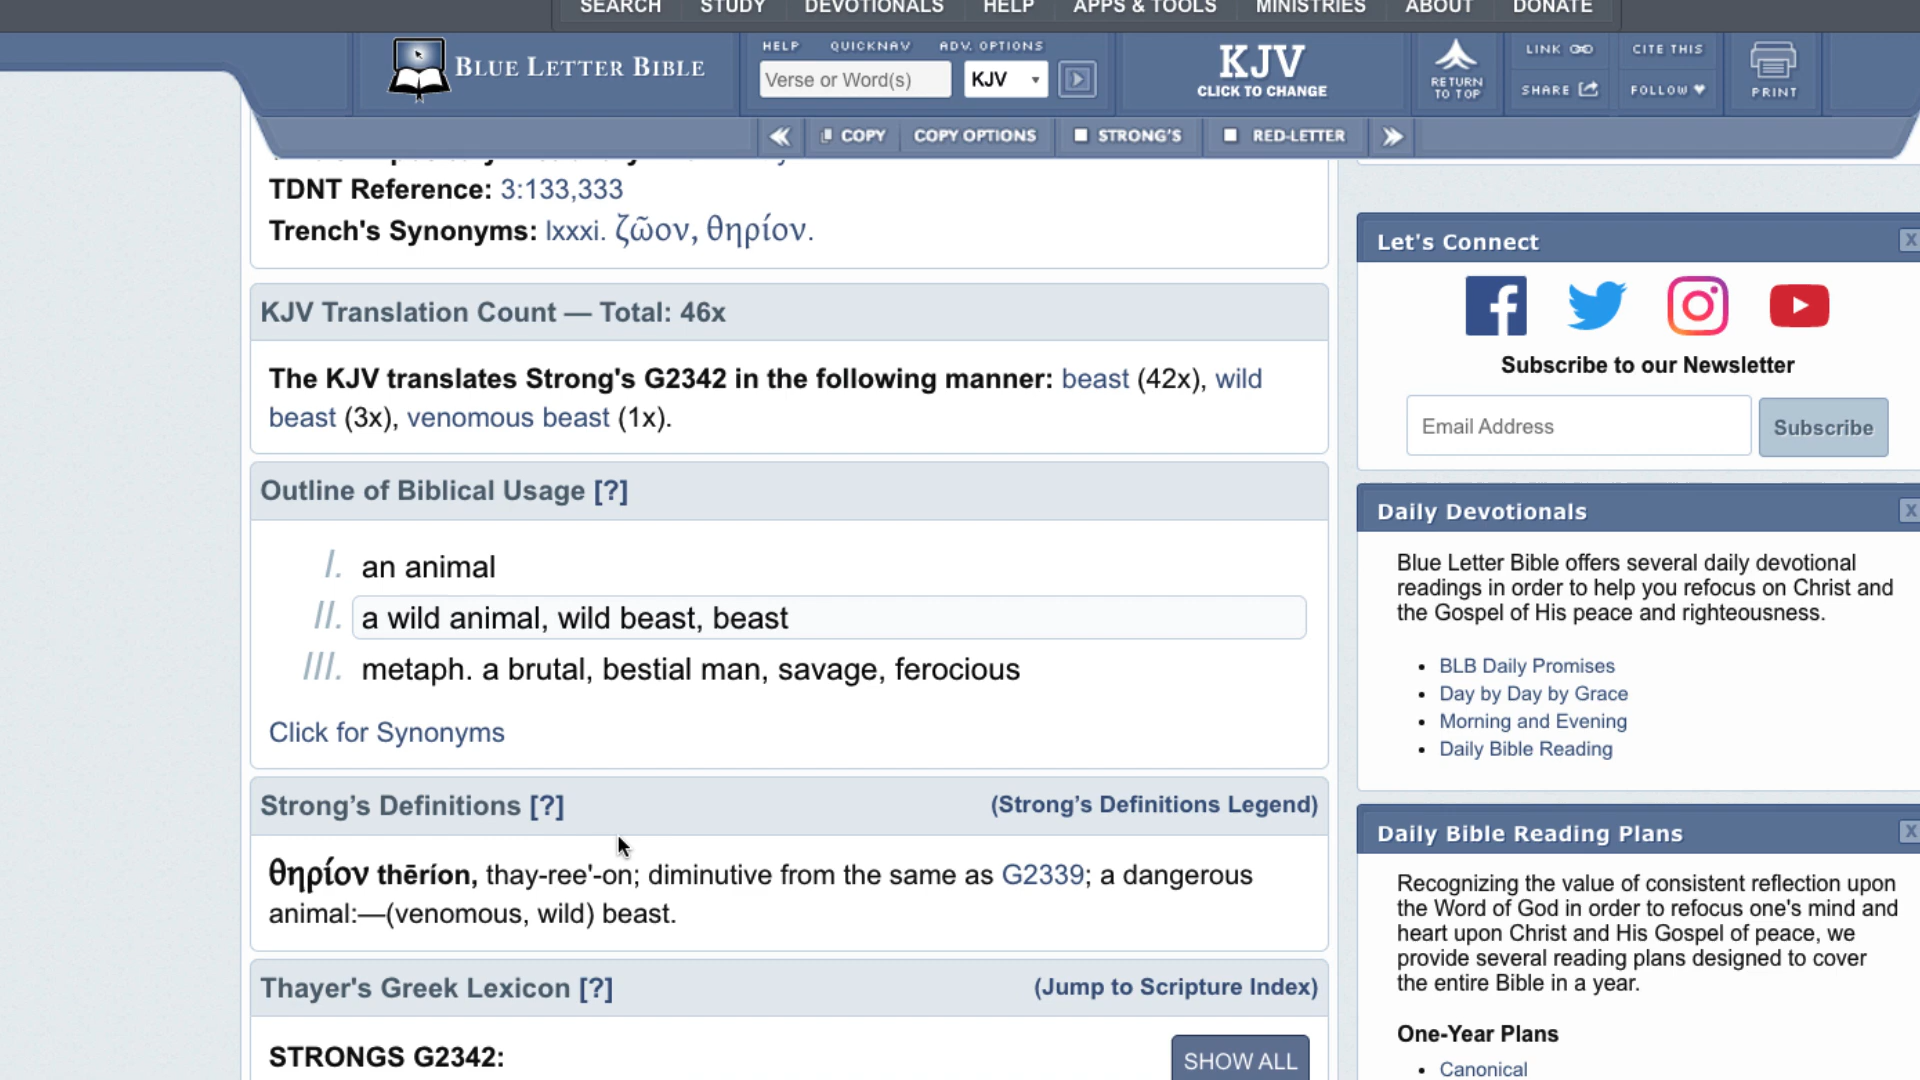 SEARCH STUDY DEVOTIONALS HELP APPS & TOOLS MINISTRIES ABOUT DONATE
BLUE LETTER BIBLE
HELP QUICKNAV ADV. OPTIONS
Verse or Word(s) KJV
KJV
CLICK TO CHANGE
RETURN
TO TOP
LINK
SHARE
CITE THIS
FOLLOW
PRINT
COPY COPY OPTIONS STRONG'S RED-LETTER
TDNT Reference: 3:133,333
Trench's Synonyms: lxxxi. ζῶον, θηρίον.
KJV Translation Count — Total: 46x
The KJV translates Strong's G2342 in the following manner: beast (42x), wild
beast (3x), venomous beast (1x).
Outline of Biblical Usage [?]
I. an animal
II. a wild animal, wild beast, beast
III. metaph. a brutal, bestial man, savage, ferocious
Click for Synonyms
Strong’s Definitions [?] (Strong’s Definitions Legend)
θηρίον thēríon, thay-ree'-on; diminutive from the same as G2339; a dangerous
animal:—(venomous, wild) beast.
Thayer's Greek Lexicon [?] (Jump to Scripture Index)
STRONGS G2342:
SHOW ALL
Let's Connect X
Subscribe to our Newsletter
Email Address Subscribe
Daily Devotionals X
Blue Letter Bible offers several daily devotional
readings in order to help you refocus on Christ and
the Gospel of His peace and righteousness.
• BLB Daily Promises
• Day by Day by Grace
• Morning and Evening
• Daily Bible Reading
Daily Bible Reading Plans X
Recognizing the value of consistent reflection upon
the Word of God in order to refocus one's mind and
heart upon Christ and His Gospel of peace, we
provide several reading plans designed to cover
the entire Bible in a year.
One-Year Plans
• Canonical